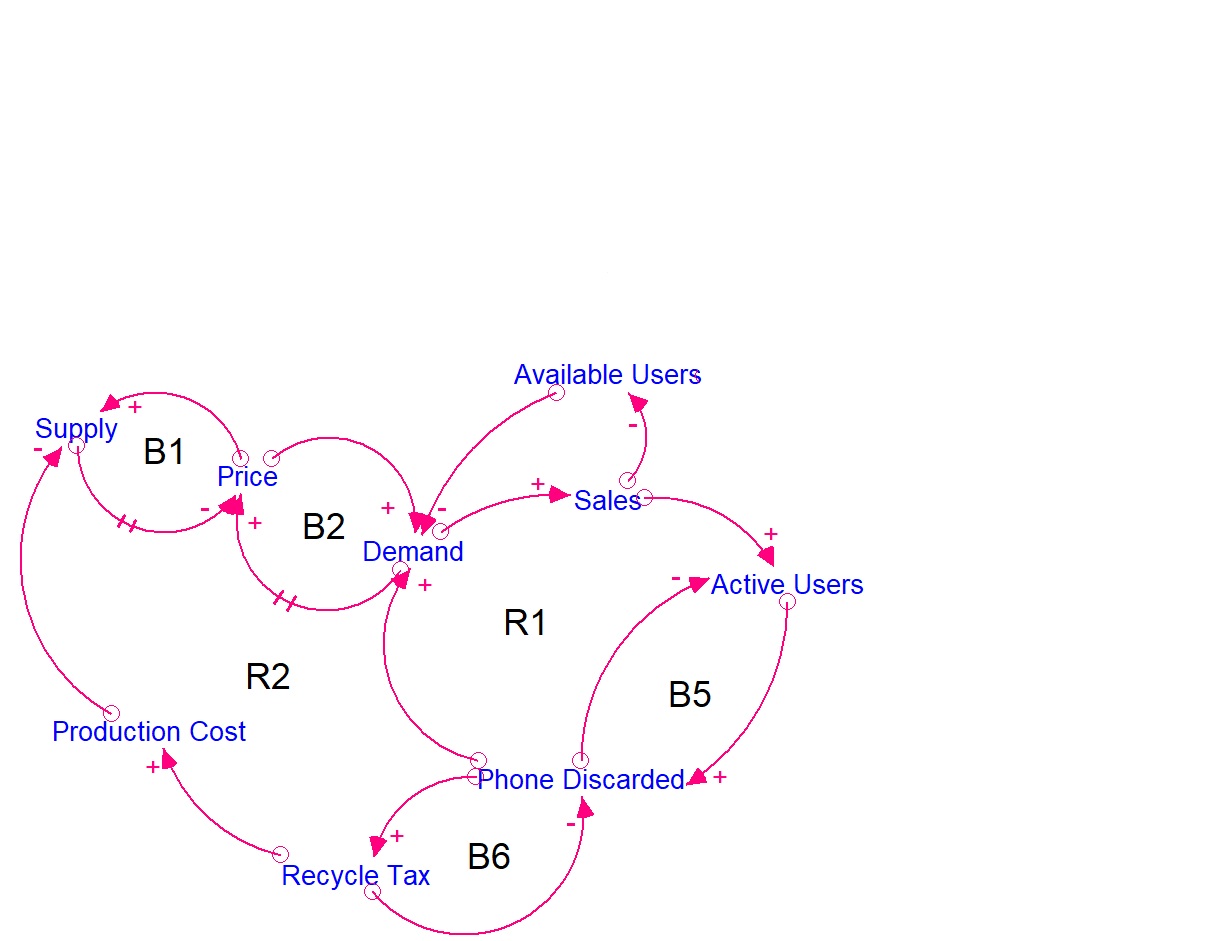 Available Users
+
-
Supply
+
-
B1
Price
-
+
B2
+
-
Demand
+
+
Sales
+
-
Active Users
R1
B5
R2
Production Cost
+
Phone Discarded
+
+
-
B6
Recycle Tax